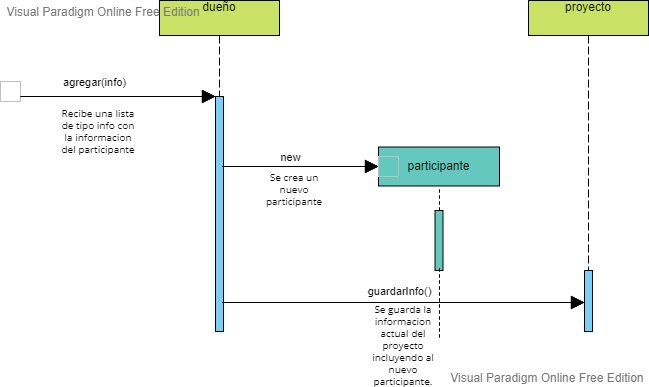 Visual Paradigm Online Free Edition
dueño
proyecto
agregar(info)
Recibe una lista
de tipo info con
la informacion
del participante
new
participante
Se crea un
nuevo
participante
guardarInfo()
Se guarda la
informacion
actual del
proyecto
incluyendo al
nuevo
participante.
Visual Paradigm Online Free Edition